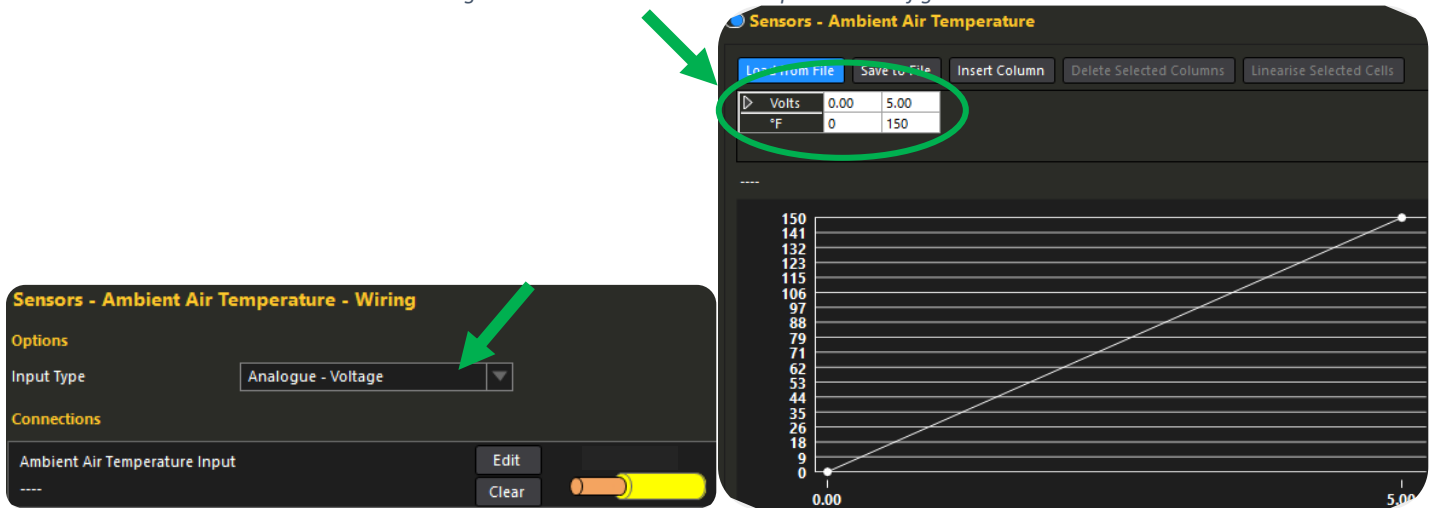 Sensors - Ambient Air Temperature
Load from File
Save to File
Insert Column
Delete Selected Columns
Linearise Selected Cells
Volts 0.00 5.00
°F 0 150
----
150
141
132
123
115
106
97
88
79
71
62
53
44
35
26
18
9
0
0.00 5.00
Sensors - Ambient Air Temperature - Wiring
Options
Input Type Analogue - Voltage
Connections
Ambient Air Temperature Input Edit
---- Clear